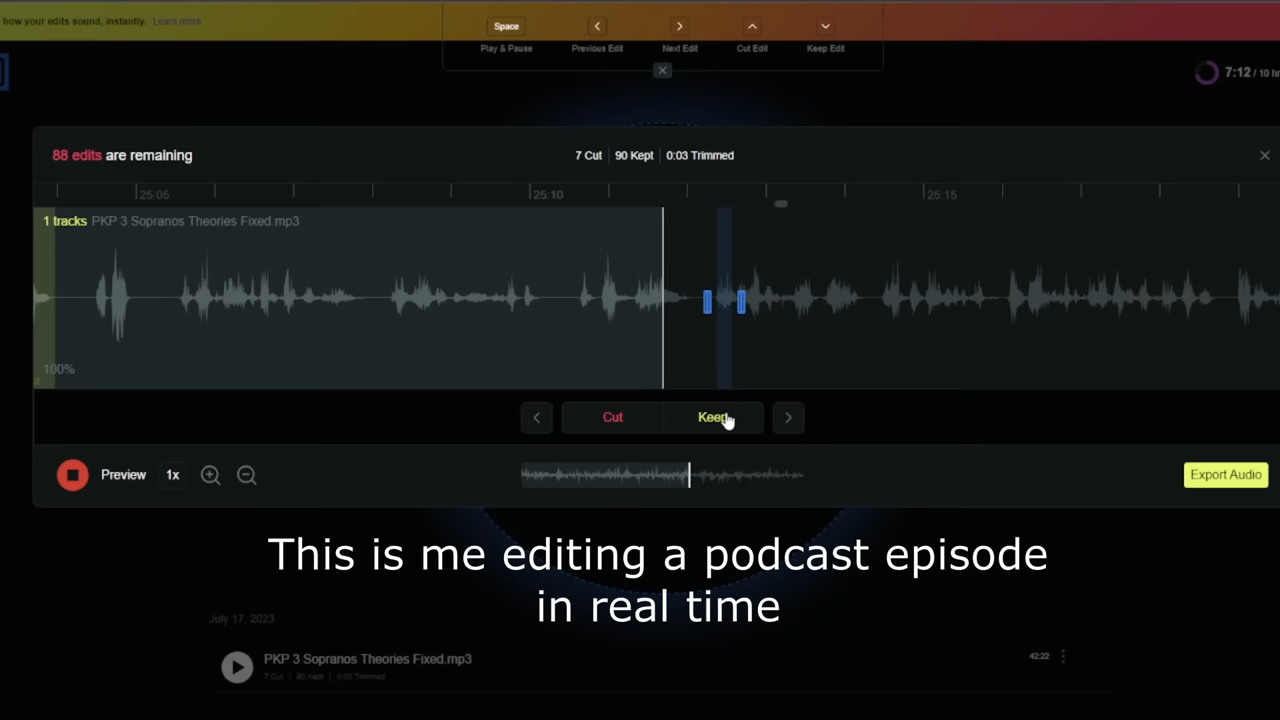 how your edits sound, instantly. Learn more
Space
Play & Pause
Previous Edit
Next Edit
Cut Edit
Keep Edit
7:12 / 10 hr
88 edits are remaining
7 Cut | 90 Kept | 0:03 Trimmed
25:05
25:10
25:15
1 tracks PKP 3 Sopranos Theories Fixed.mp3
100%
Cut
Keep
Preview
1x
Export Audio
This is me editing a podcast episode
in real time
July 17, 2023
PKP 3 Sopranos Theories Fixed.mp3
42:22
7 Cut | 90 Kept | 0:03 Trimmed